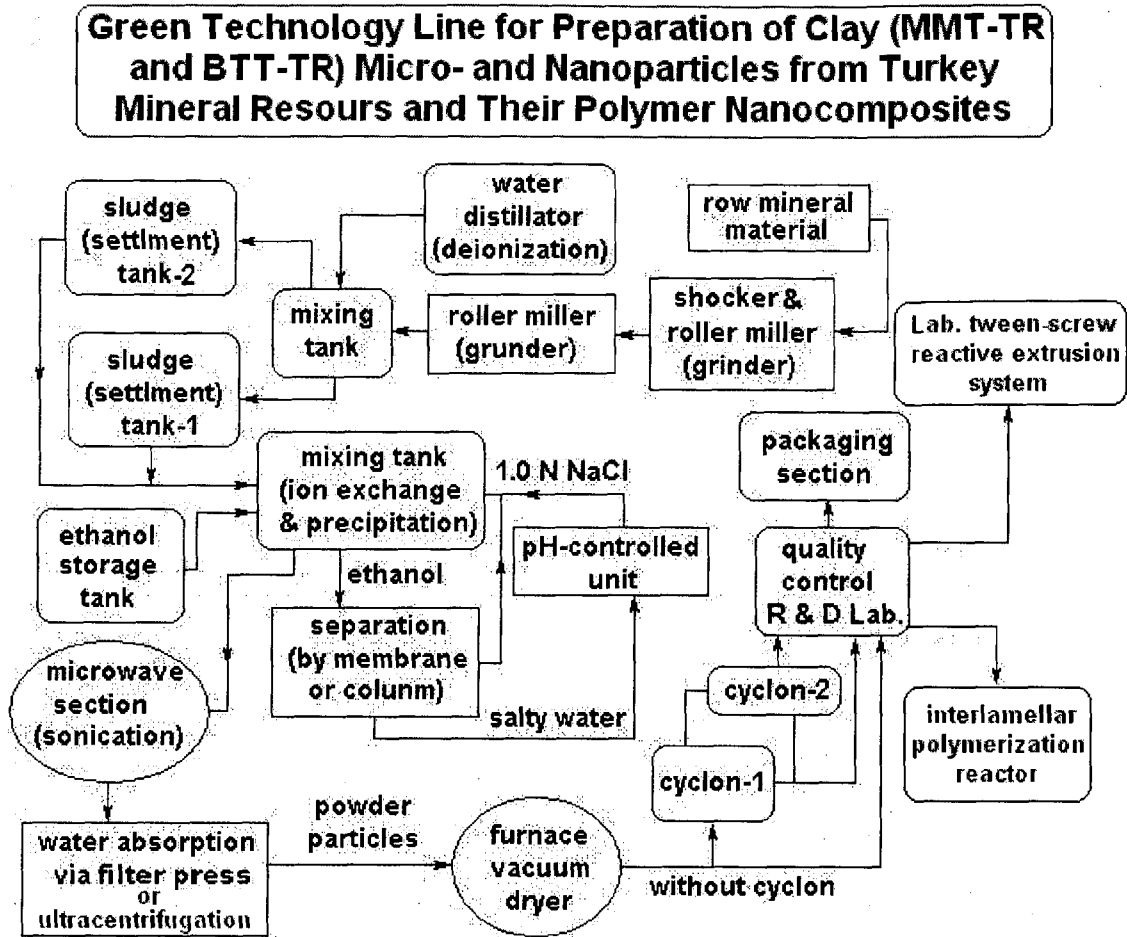 Green Technology Line for Preparation of Clay (MMT-TR
and BTT-TR) Micro- and Nanoparticles from Turkey
Mineral Resours and Their Polymer Nanocomposites
sludge
(settlment)
tank-2
water
distillator
(deionization)
row mineral
material
mixing
tank
roller miller
(grunder)
shocker &
roller miller
(grinder)
Lab. tween-screw
reactive extrusion
system
sludge
(settlment)
tank-1
packaging
section
mixing tank
(ion exchange
& precipitation)
1.0 N NaCl
ethanol
storage
tank
ethanol
pH-controlled
unit
quality
control
R & D Lab.
separation
(by membrane
or colunm)
microwave
section
(sonication)
salty water
cyclon-2
cyclon-1
interlamellar
polymerization
reactor
water absorption
via filter press
or
ultracentrifugation
powder
particles
furnace
vacuum
dryer
without cyclon